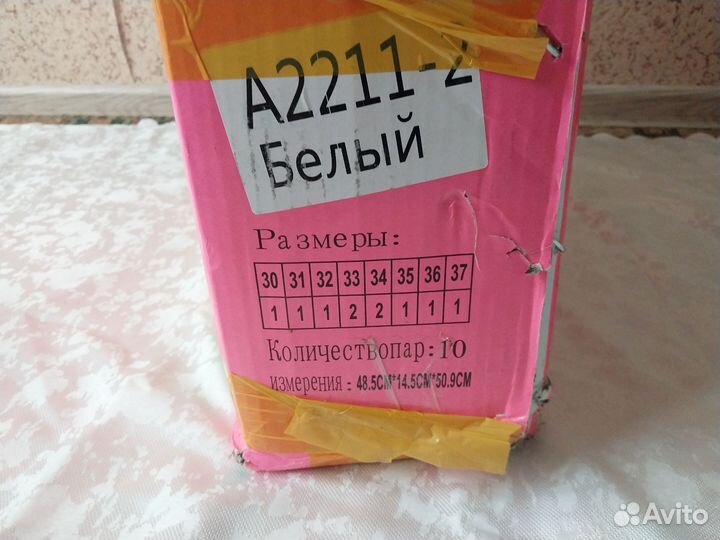 A2211-2
Белый
Размеры:
30 31 32 33 34 35 36 37
1 1 1 2 2 1 1 1
Количествопар:10
измерения : 48.5CM*14.5CM*50.9CM
Avito